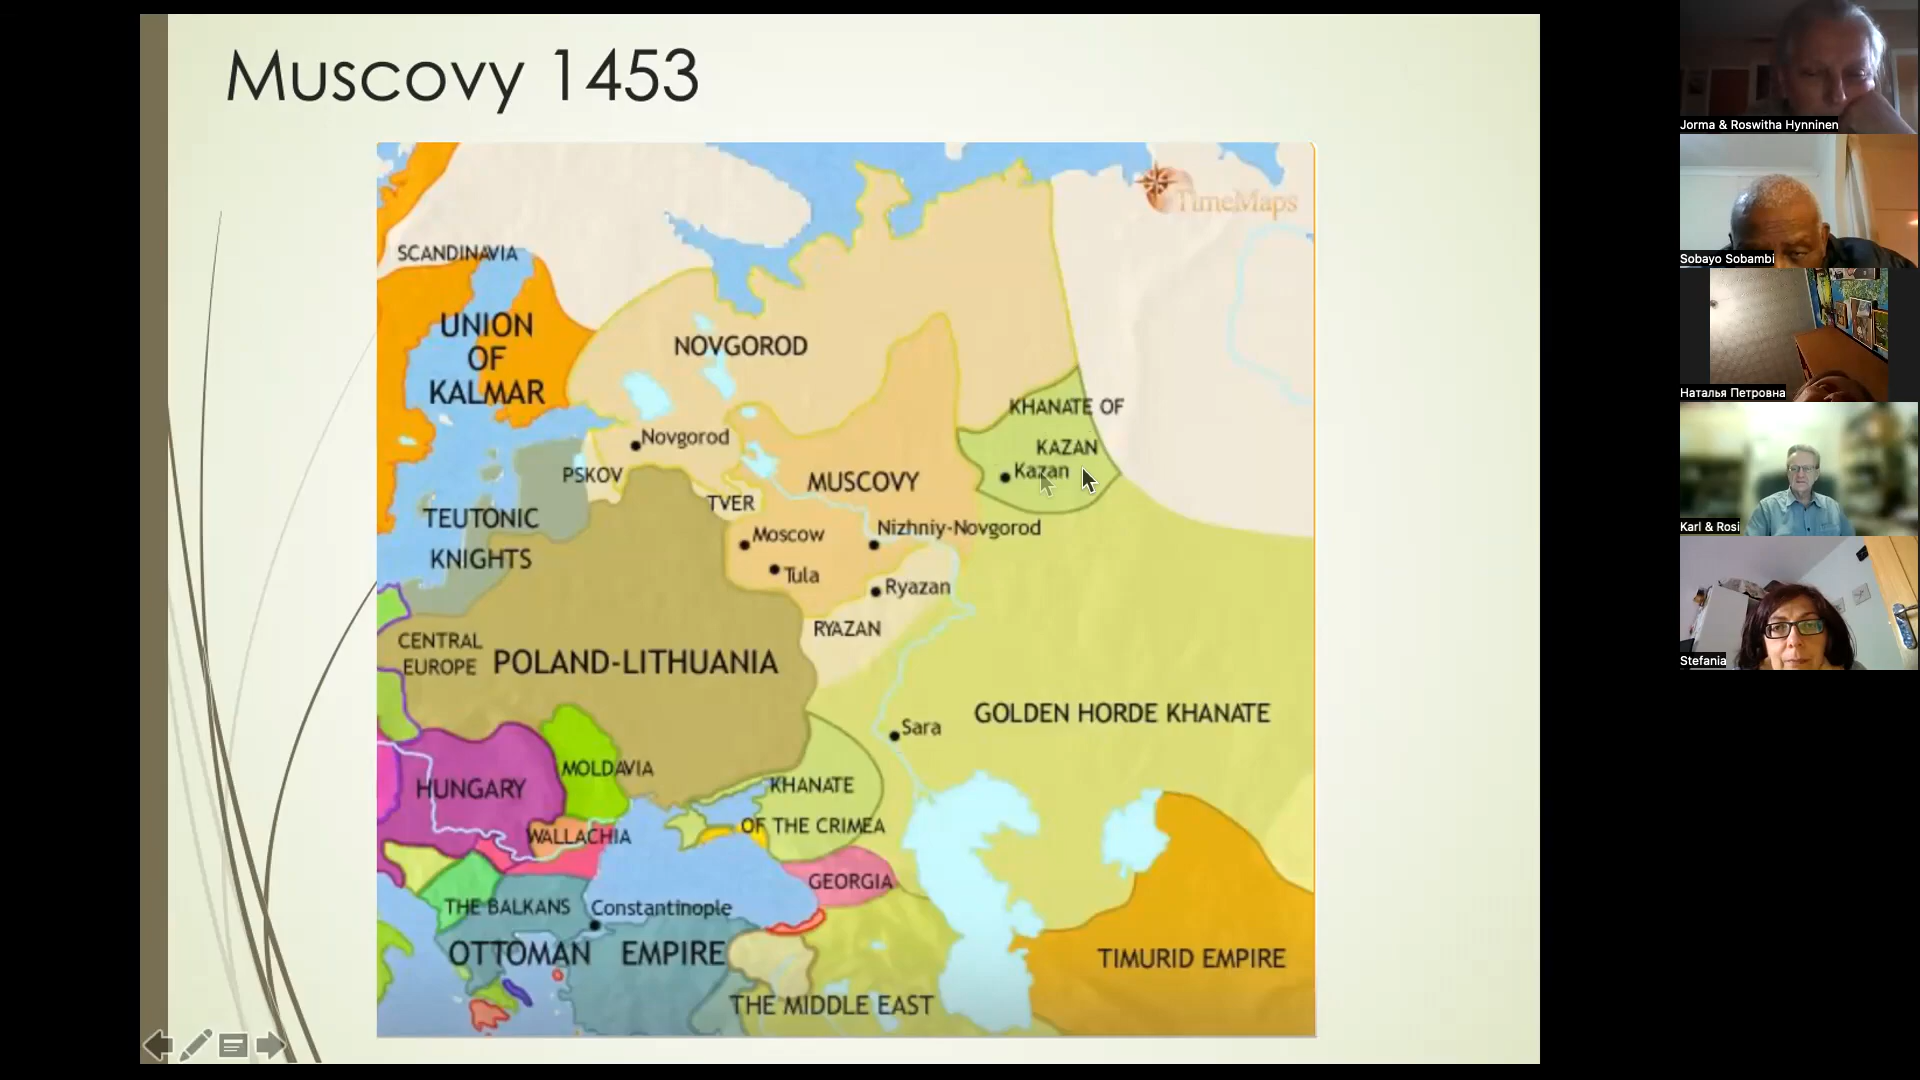 Muscovy 1453
TimeMaps
SCANDINAVIA
UNION
OF
KALMAR
NOVGOROD
KHANATE OF
KAZAN
Kazan
Novgorod
PSKOV
MUSCOVY
TVER
TEUTONIC
KNIGHTS
Moscow
Nizhniy-Novgorod
Tula
Ryazan
RYAZAN
CENTRAL
EUROPE
POLAND-LITHUANIA
GOLDEN HORDE KHANATE
Sara
HUNGARY
MOLDAVIA
KHANATE
OF THE CRIMEA
WALLACHIA
GEORGIA
THE BALKANS
Constantinople
OTTOMAN EMPIRE
TIMURID EMPIRE
THE MIDDLE EAST
Jorma & Roswitha Hynninen
Sobayo Sobambi
Наталья Петровна
Karl & Rosi
Stefania